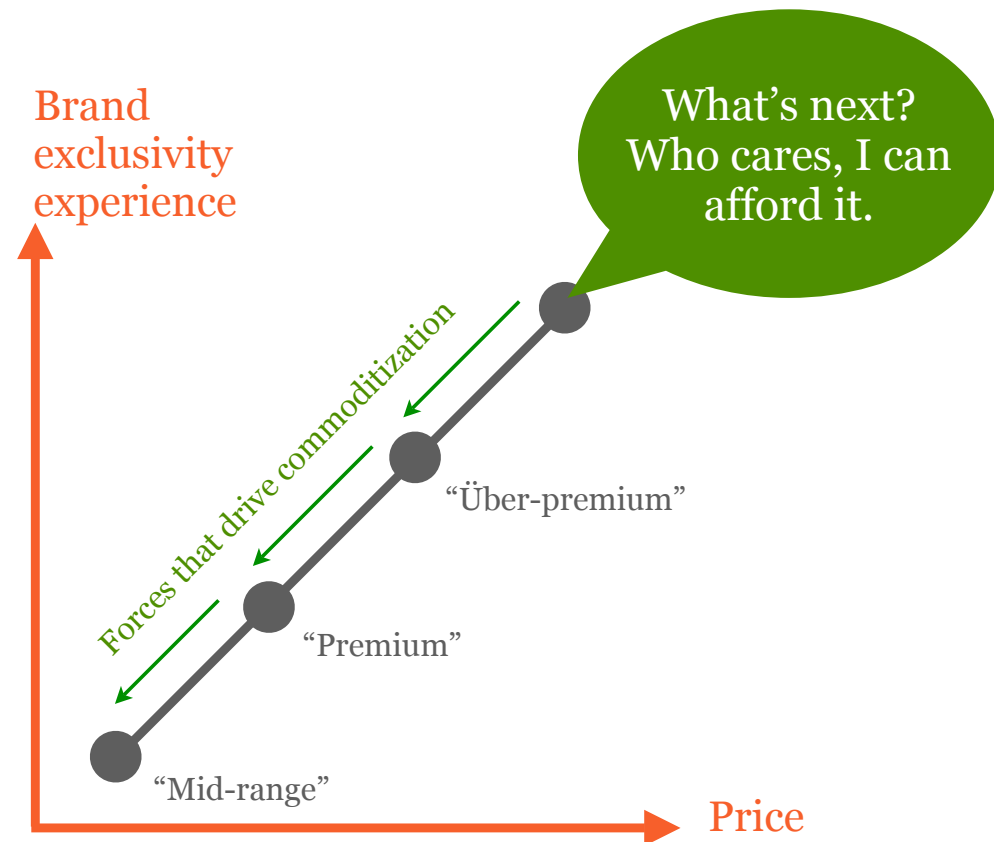 Brand
exclusivity
experience
What’s next?
Who cares, I can
afford it.
Forces that drive commoditization
“Über-premium”
“Premium”
“Mid-range”
Price